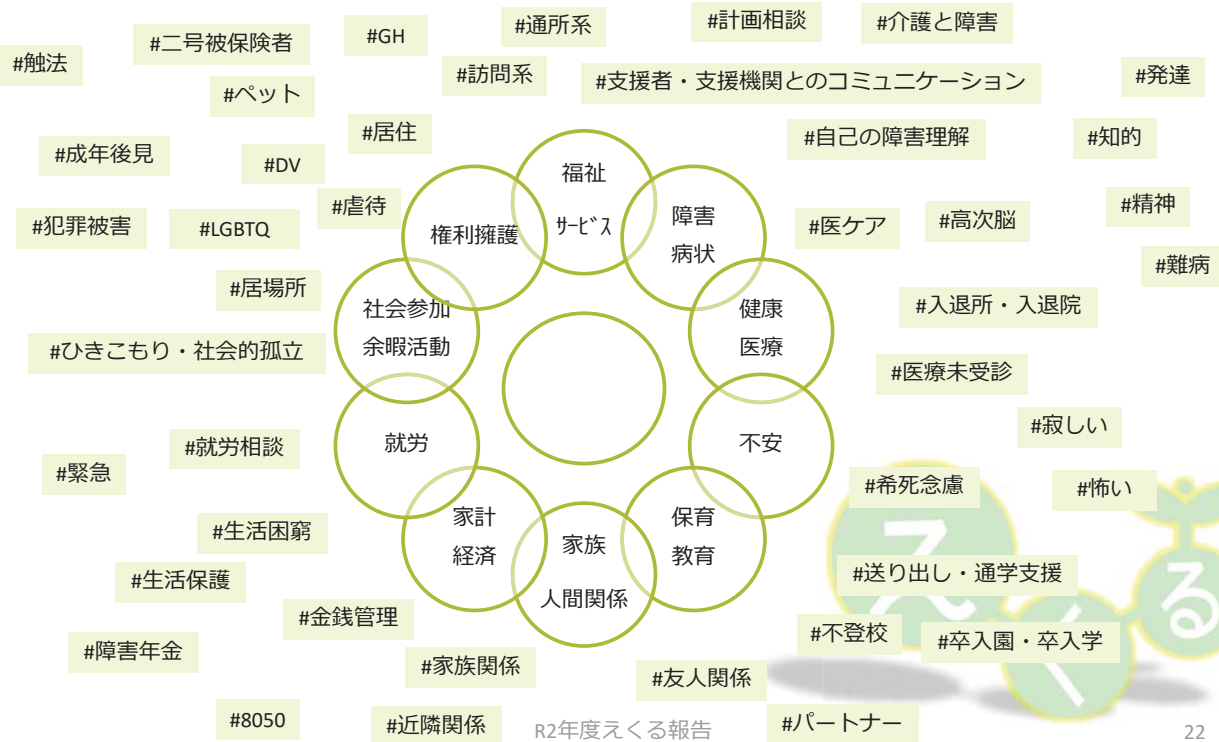 #触法
#二号被保険者
#GH
#通所系
#計画相談
#介護と障害
#訪問系
#支援者・支援機関とのコミュニケーション
#発達
#ペット
#居住
#自己の障害理解
#知的
#成年後見
#DV
#虐待
#犯罪被害
#LGBTQ
#医ケア
#高次脳
#精神
#難病
#居場所
#入退所・入退院
#ひきこもり・社会的孤立
#医療未受診
#寂しい
#就労相談
#緊急
#希死念慮
#怖い
#生活困窮
#生活保護
#送り出し・通学支援
#金銭管理
#不登校
#卒入園・卒入学
#障害年金
#家族関係
#友人関係
#8050
#近隣関係
#パートナー
福祉
ｻｰﾋﾞｽ
障害
病状
健康
医療
不安
保育
教育
家族
人間関係
家計
経済
就労
社会参加
余暇活動
権利擁護
えくる
R2年度えくる報告
22